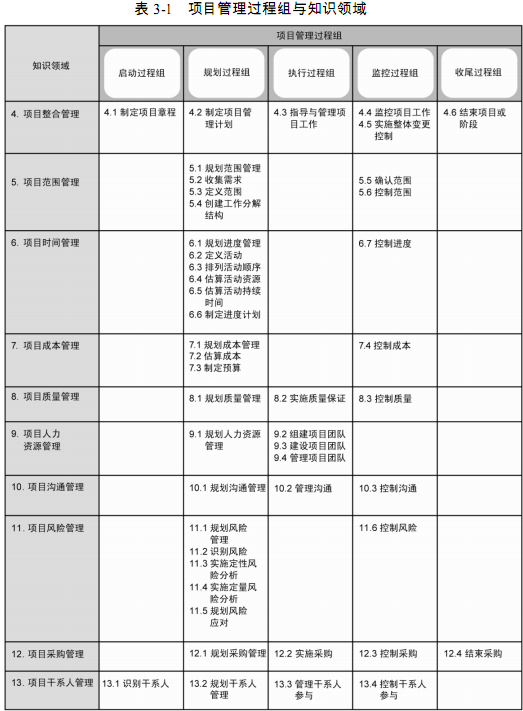 表 3-1 项目管理过程组与知识领域
知识领域
项目管理过程组
启动过程组
规划过程组
执行过程组
监控过程组
收尾过程组
4. 项目整合管理
4.1 制定项目章程
4.2 制定项目管
理计划
4.3 指导与管理项
目工作
4.4 监控项目工作
4.5 实施整体变更
控制
4.6 结束项目或
阶段
5. 项目范围管理
5.1 规划范围管理
5.2 收集需求
5.3 定义范围
5.4 创建工作分解
结构
5.5 确认范围
5.6 控制范围
6. 项目时间管理
6.1 规划进度管理
6.2 定义活动
6.3 排列活动顺序
6.4 估算活动资源
6.5 估算活动持续
时间
6.6 制定进度计划
6.7 控制进度
7. 项目成本管理
7.1 规划成本管理
7.2 估算成本
7.3 制定预算
7.4 控制成本
8. 项目质量管理
8.1 规划质量管理
8.2 实施质量保证
8.3 控制质量
9. 项目人力
资源管理
9.1 规划人力资源
管理
9.2 组建项目团队
9.3 建设项目团队
9.4 管理项目团队
10. 项目沟通管理
10.1 规划沟通管理
10.2 管理沟通
10.3 控制沟通
11. 项目风险管理
11.1 规划风险
管理
11.2 识别风险
11.3 实施定性风
险分析
11.4 实施定量风
险分析
11.5 规划风险
应对
11.6 控制风险
12. 项目采购管理
12.1 规划采购管理
12.2 实施采购
12.3 控制采购
12.4 结束采购
13. 项目干系人管理
13.1 识别干系人
13.2 规划干系人
管理
13.3 管理干系人
参与
13.4 控制干系人
参与